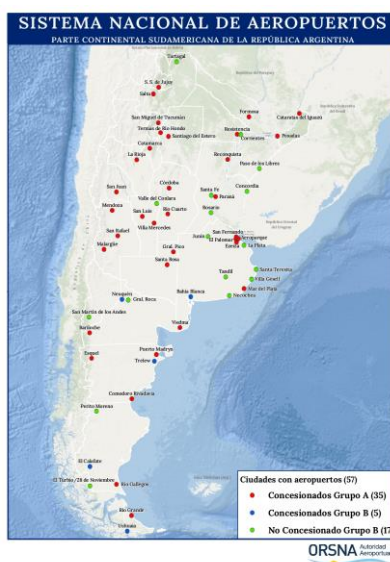 SISTEMA NACIONAL DE AEROPUERTOS
PARTE CONTINENTAL SUDAMERICANA DE LA REPÚBLICA ARGENTINA
Tartagal
S. S. de Jujuy
Salta
Formosa
Cataratas del Iguazú
San Miguel de Tucumán
Termas de Río Hondo
Santiago del Estero
Resistencia
Corrientes
Posadas
Catamarca
La Rioja
Reconquista
Paso de los Libres
San Juan
Córdoba
Santa Fe
Paraná
Concordia
Valle del Conlara
Mendoza
San Luis
Río Cuarto
Rosario
Villa Mercedes
San Rafael
Junín
San Fernando
El Palomar
Aeroparque
Ezeiza
La Plata
Malargüe
Gral. Pico
Santa Rosa
Santa Teresita
Tandil
Villa Gesell
Mar del Plata
Necochea
Neuquén
Gral. Roca
Bahía Blanca
San Martín de los Andes
Bariloche
Viedma
Esquel
Puerto Madryn
Trelew
Comodoro Rivadavia
Perito Moreno
El Calafate
El Turbio/28 de Noviembre
Río Gallegos
Río Grande
Ushuaia
Ciudades con aeropuertos (57)
Concesionados Grupo A (35)
Concesionados Grupo B (5)
No Concesionado Grupo B (17
ORSNA
Autoridad
Aeroportua